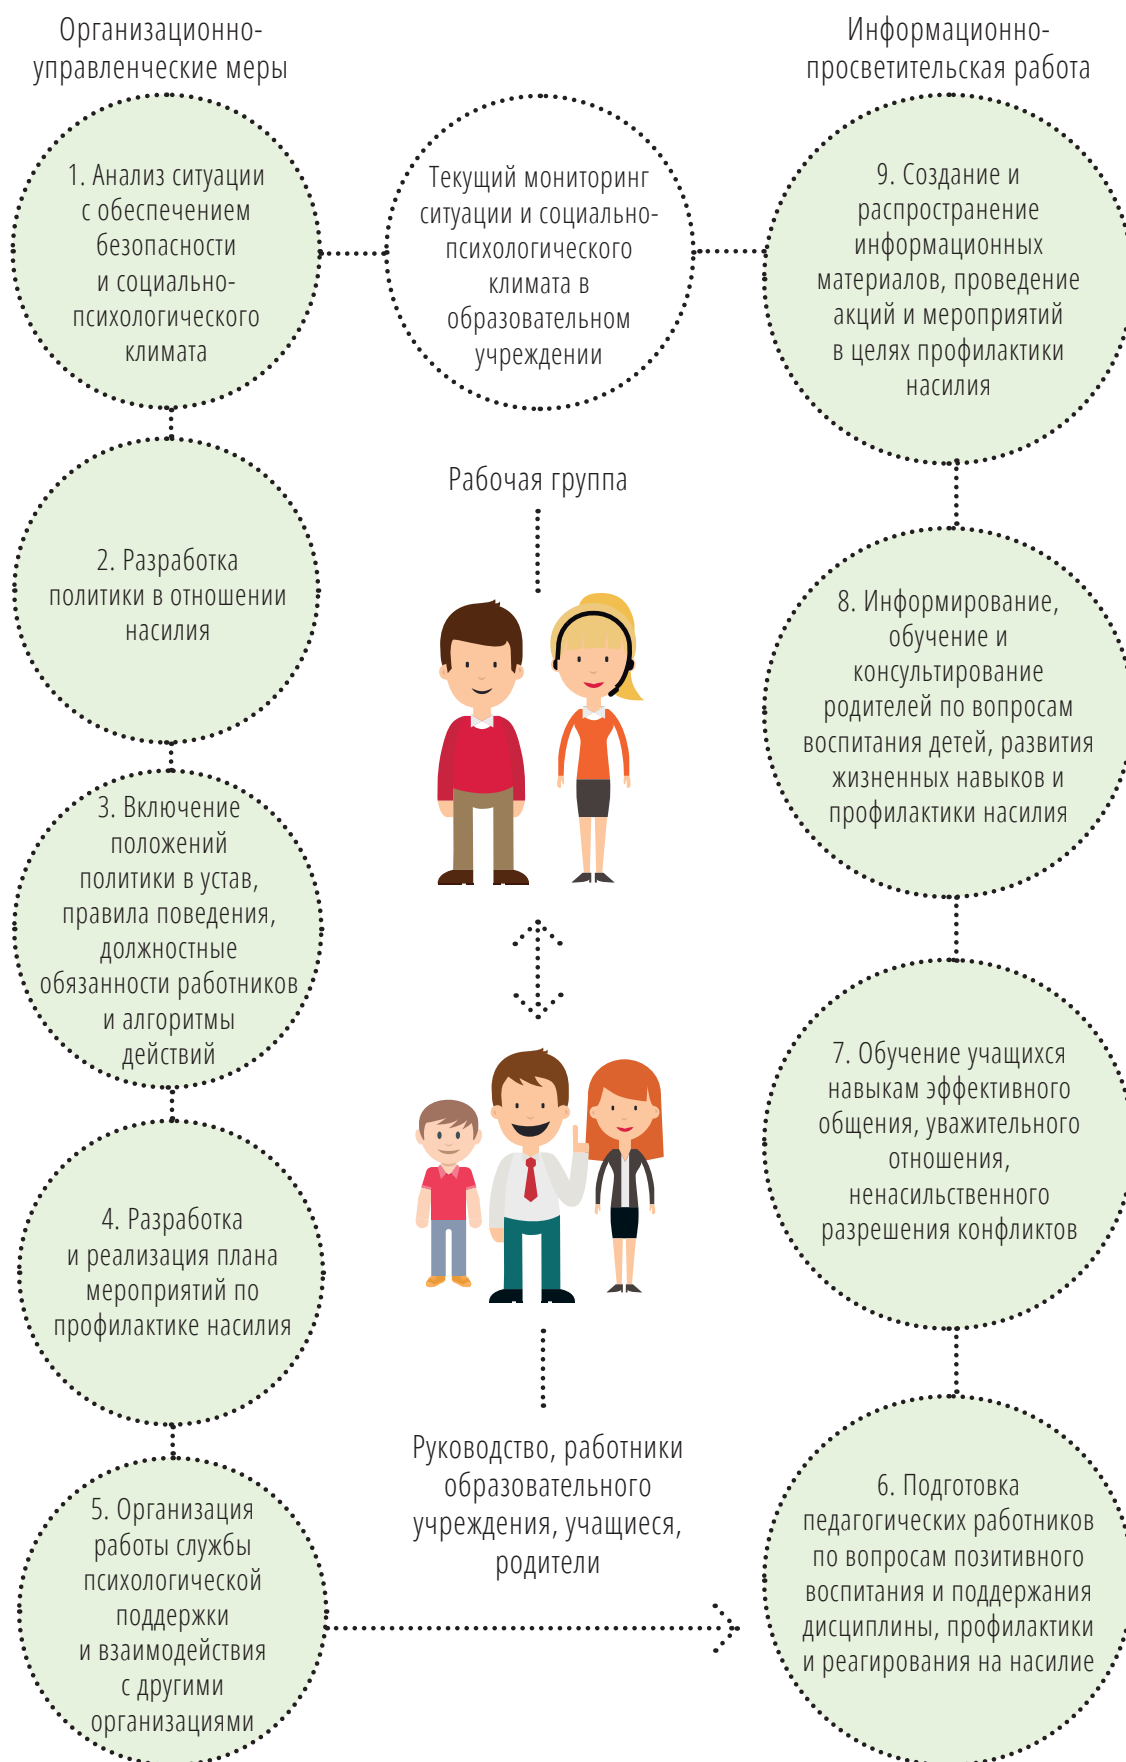 Организационно-
управленческие меры
1. Анализ ситуации
с обеспечением
безопасности
и социально-
психологического
климата
2. Разработка
политики в отношении
насилия
3. Включение
положений
политики в устав,
правила поведения,
должностные
обязанности работников
и алгоритмы
действий
4. Разработка
и реализация плана
мероприятий по
профилактике насилия
5. Организация
работы службы
психологической
поддержки
и взаимодействия
с другими
организациями
Текущий мониторинг
ситуации и социально-
психологического
климата в
образовательном
учреждении
Рабочая группа
Руководство, работники
образовательного
учреждения, учащиеся,
родители
Информационно-
просветительская работа
9. Создание и
распространение
информационных
материалов, проведение
акций и мероприятий
в целях профилактики
насилия
8. Информирование,
обучение и
консультирование
родителей по вопросам
воспитания детей, развития
жизненных навыков и
профилактики насилия
7. Обучение учащихся
навыкам эффективного
общения, уважительного
отношения,
ненасильственного
разрешения конфликтов
6. Подготовка
педагогических работников
по вопросам позитивного
воспитания и поддержания
дисциплины, профилактики
и реагирования на насилие